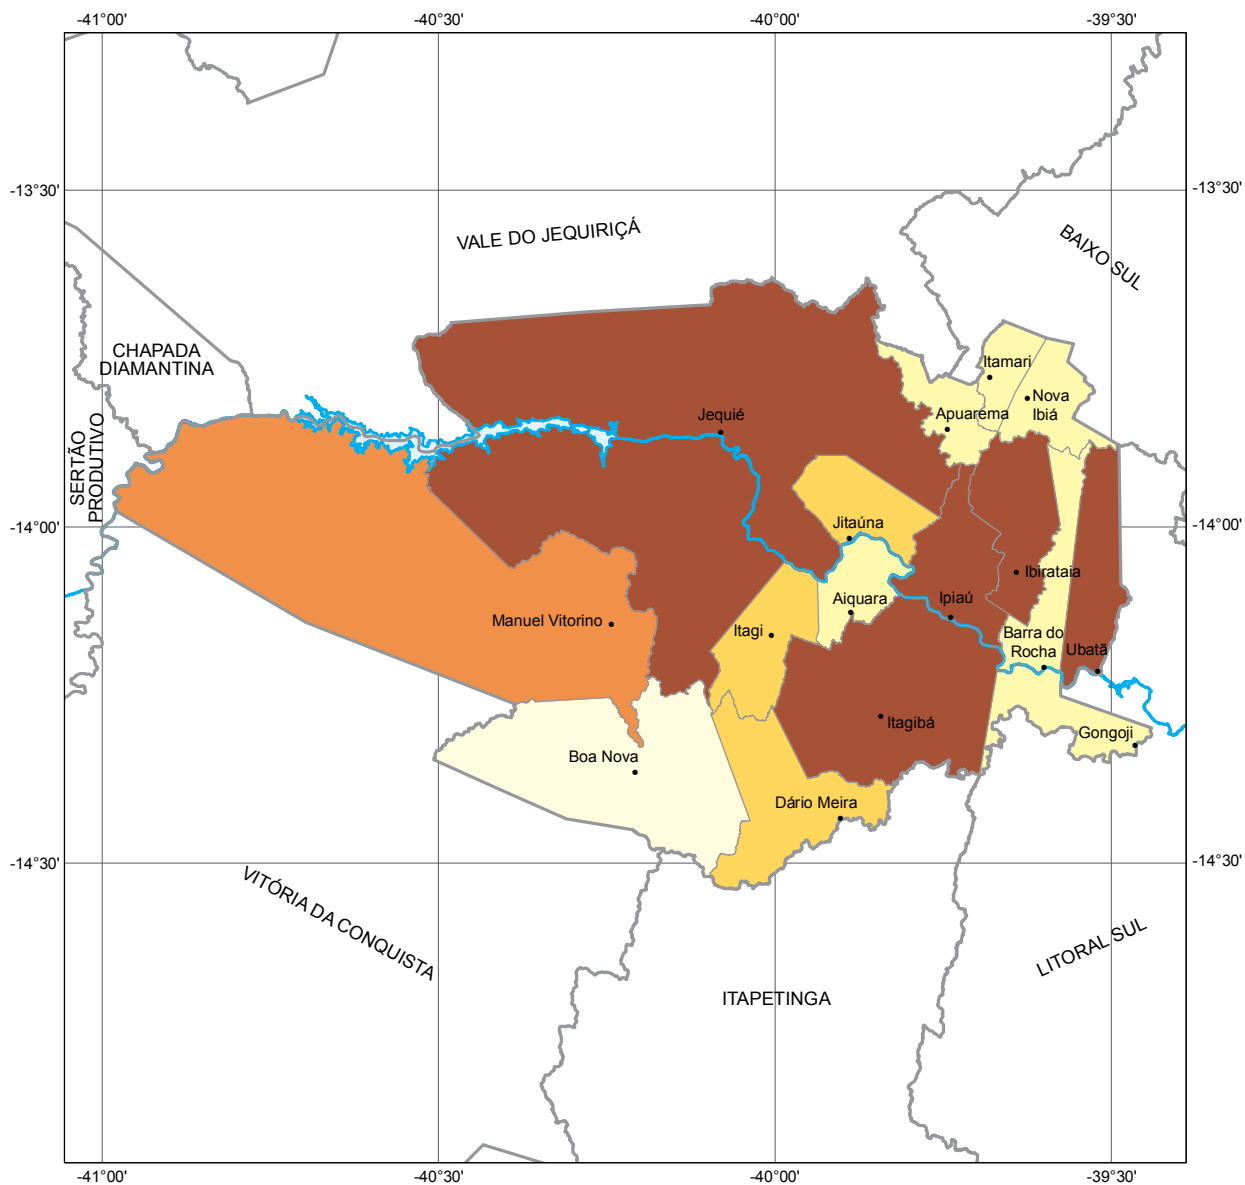 -41°00'
-40°30'
-40°00'
-39°30'
-13°30'
-13°30'
VALE DO JEQUIRIÇÁ
BAIXO SUL
CHAPADA
DIAMANTINA
Itamari
Nova
Ibiá
Apuarema
Jequié
SERTÃO
PRODUTIVO
-14°00'
-14°00'
Jitaúna
Ibirataia
Aiquara
Ipiaú
Manuel Vitorino
Itagi
Barra do
Rocha
Ubatã
Itagibá
Gongoji
Boa Nova
Dário Meira
-14°30'
-14°30'
VITÓRIA DA CONQUISTA
LITORAL SUL
ITAPETINGA
-41°00'
-40°30'
-40°00'
-39°30'